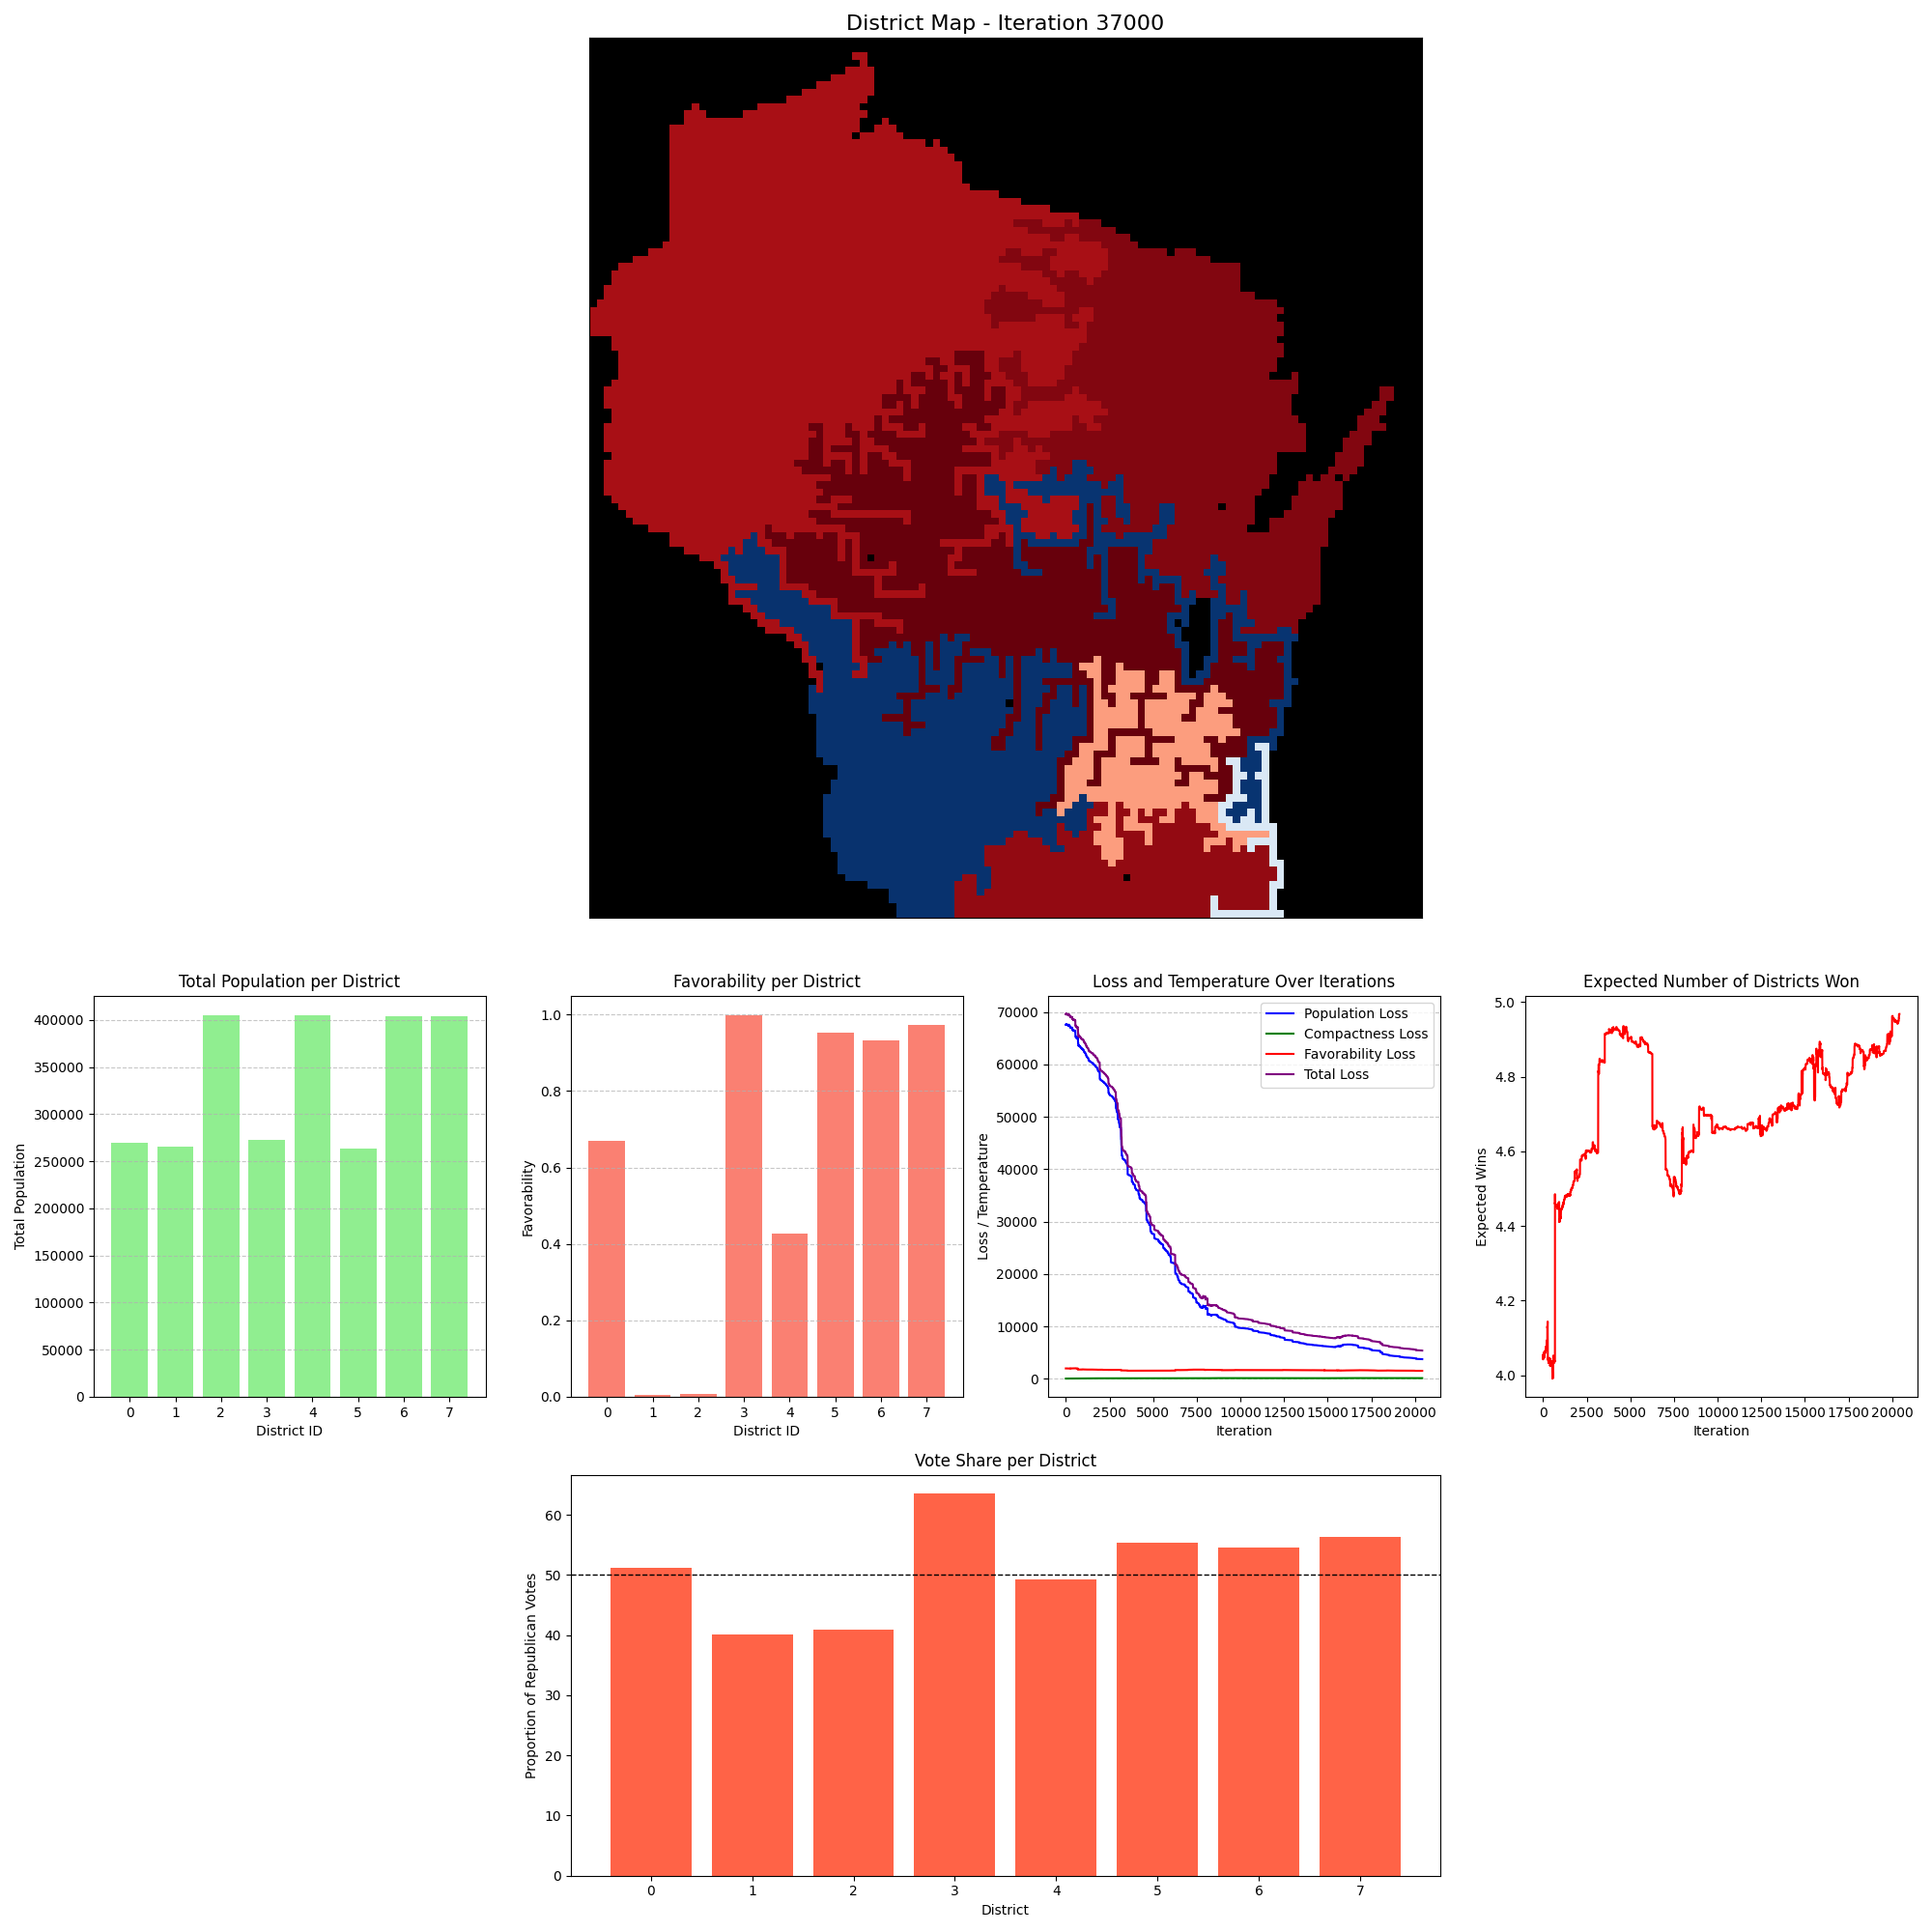 District Map - Iteration 37000
Total Population per District
Total Population
400000
350000
300000
250000
200000
150000
100000
50000
0
0 1 2 3 4 5 6 7
District ID
Favorability per District
Favorability
1.0
0.8
0.6
0.4
0.2
0.0
0 1 2 3 4 5 6 7
District ID
Loss and Temperature Over Iterations
Loss / Temperature
70000
60000
50000
40000
30000
20000
10000
0
Population Loss
Compactness Loss
Favorability Loss
Total Loss
0 2500 5000 7500 10000 12500 15000 17500 20000
Iteration
Expected Number of Districts Won
Expected Wins
5.0
4.8
4.6
4.4
4.2
4.0
0 2500 5000 7500 10000 12500 15000 17500 20000
Iteration
Vote Share per District
Proportion of Republican Votes
60
50
40
30
20
10
0
0 1 2 3 4 5 6 7
District